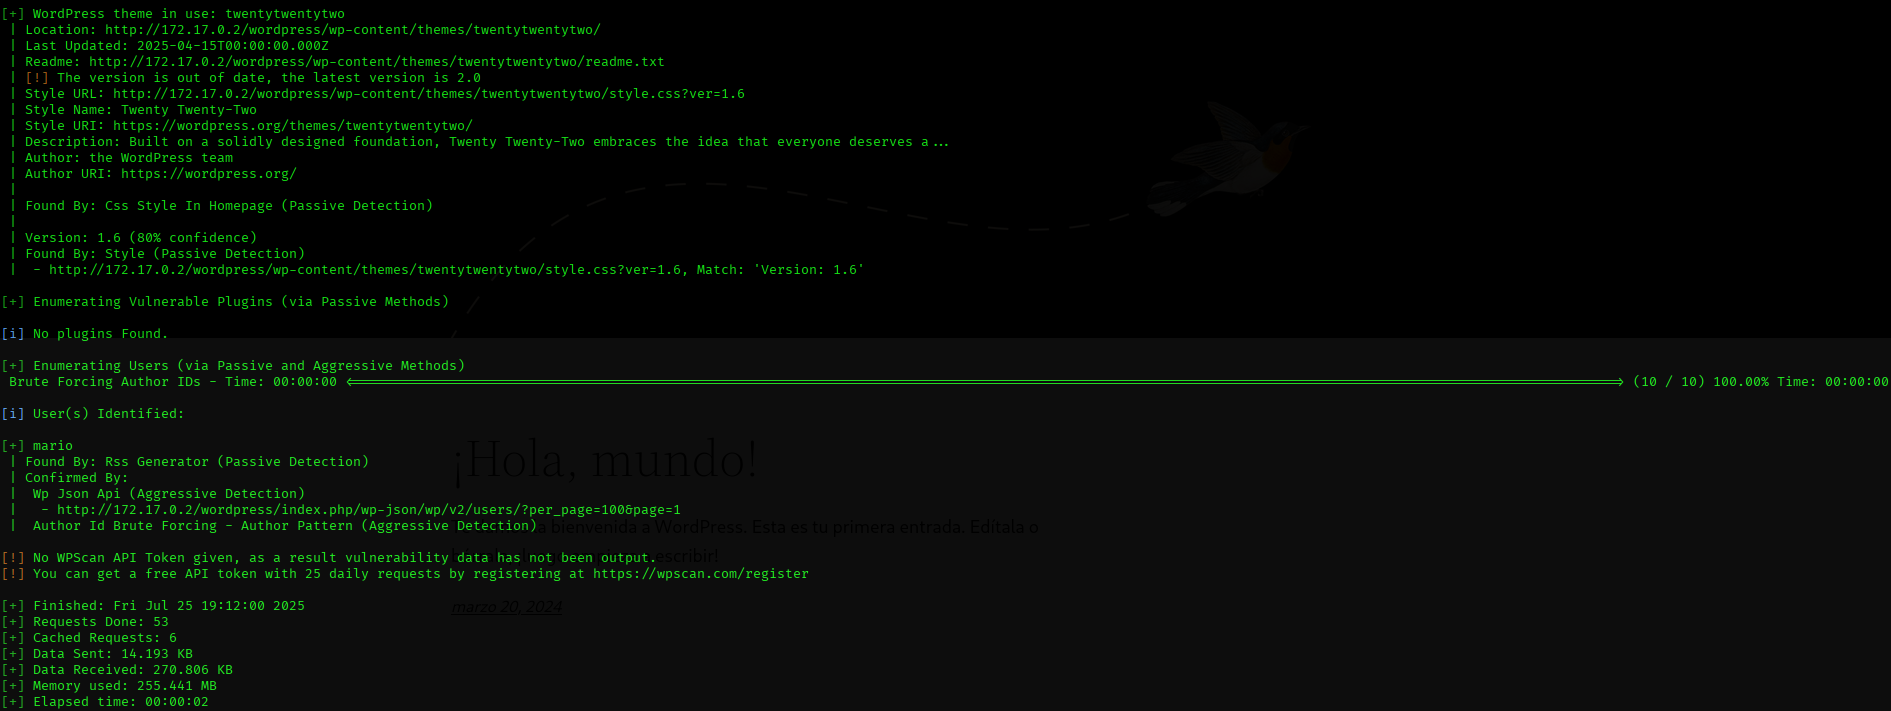 [+] WordPress theme in use: twentytwentytwo
| Location: http://172.17.0.2/wordpress/wp-content/themes/twentytwentytwo/
| Last Updated: 2025-04-15T00:00:00.000Z
| Readme: http://172.17.0.2/wordpress/wp-content/themes/twentytwentytwo/readme.txt
| [!] The version is out of date, the latest version is 2.0
| Style URL: http://172.17.0.2/wordpress/wp-content/themes/twentytwentytwo/style.css?ver=1.6
| Style Name: Twenty Twenty-Two
| Style URI: https://wordpress.org/themes/twentytwentytwo/
| Description: Built on a solidly designed foundation, Twenty Twenty-Two embraces the idea that everyone deserves a...
| Author: the WordPress team
| Author URI: https://wordpress.org/
|
| Found By: Css Style In Homepage (Passive Detection)
|
| Version: 1.6 (80% confidence)
| Found By: Style (Passive Detection)
|  - http://172.17.0.2/wordpress/wp-content/themes/twentytwentytwo/style.css?ver=1.6, Match: 'Version: 1.6'
[+] Enumerating Vulnerable Plugins (via Passive Methods)
[i] No plugins Found.
[+] Enumerating Users (via Passive and Aggressive Methods)
Brute Forcing Author IDs - Time: 00:00:00 <=> (10 / 10) 100.00% Time: 00:00:00
[i] User(s) Identified:
[+] mario
¡Hola, mundo!
| Found By: Rss Generator (Passive Detection)
| Confirmed By:
|  Wp Json Api (Aggressive Detection)
|   - http://172.17.0.2/wordpress/index.php/wp-json/wp/v2/users/?per_page=100&page=1
|  Author Id Brute Forcing - Author Pattern (Aggressive Detection)
bienvenida a WordPress. Esta es tu primera entrada. Edítala o
escribir!
[!] No WPScan API Token given, as a result vulnerability data has not been output.
[!] You can get a free API token with 25 daily requests by registering at https://wpscan.com/register
[+] Finished: Fri Jul 25 19:12:00 2025
marzo 20, 2024
[+] Requests Done: 53
[+] Cached Requests: 6
[+] Data Sent: 14.193 KB
[+] Data Received: 270.806 KB
[+] Memory used: 255.441 MB
[+] Elapsed time: 00:00:02